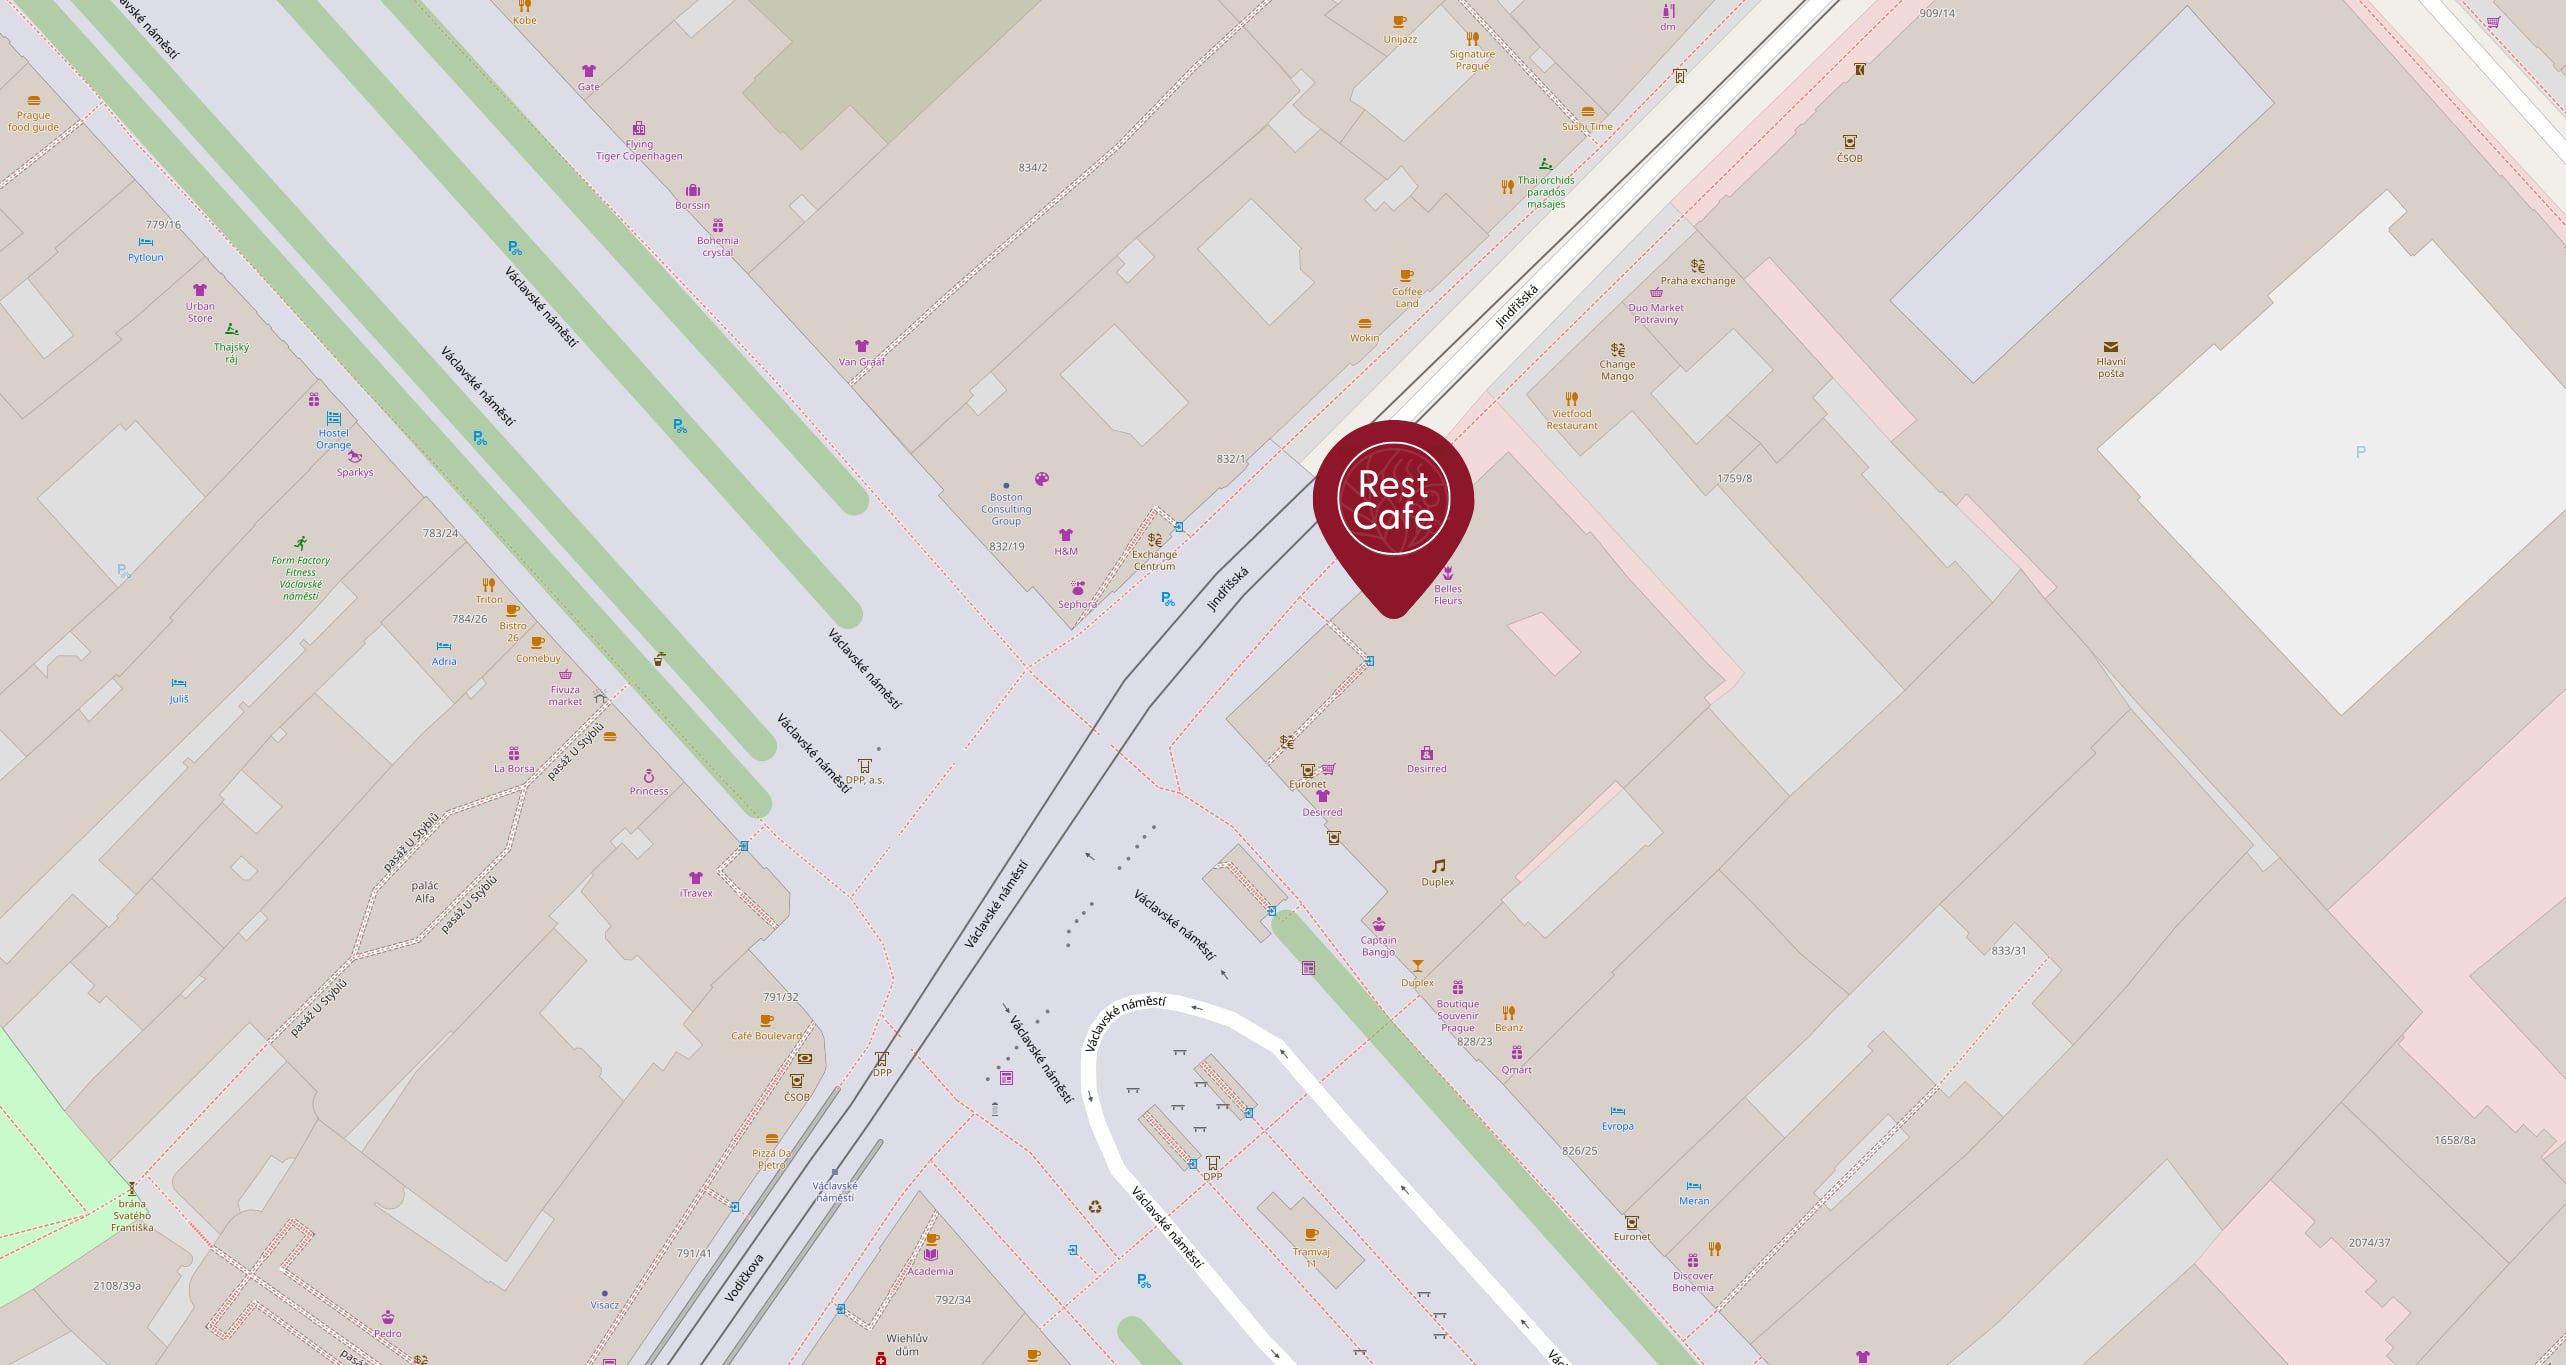 Václavské náměstí
Kobe
Gate
Flying
Tiger Copenhagen
Borssin
Bohemia
crystal
Prague
food guide
834/2
Unijazz
Signature
Prague
dm
909/14
Sushi Time
Thai orchids
parados
masajes
ČSOB
779/16
Pytloun
Urban
Store
Thajský
ráj
Václavské náměstí
Václavské náměstí
Van Graaf
Coffee
Land
Wokin
Jindřišská
Praha exchange
Duo Market
Potraviny
Change
Mango
Vietfood
Restaurant
Hlavní
pošta
P
Hostel
Orange
Sparkys
832/1
1759/8
Rest
Cafe
Boston
Consulting
Group
832/19
H&M
Exchange
Centrum
Sephora
Jindřišská
Belles
Fleurs
783/24
Form Factory
Fitness
Václavské
náměstí
Triton
784/26
Bistro
26
Adria
Comebuy
Juliš
Fivuza
market
Václavské náměstí
Václavské náměstí
DPP, a.s.
pasáž U Stýblů
La Borsa
Princess
Desirred
Euronet
Desirred
pasáž U Stýblů
palác
Alfa
pasáž U Stýblů
iTravex
Duplex
Václavské náměstí
Václavské náměstí
Captain
Bangjo
Duplex
833/31
pasáž U Stýblů
791/32
Café Boulevard
Václavské náměstí
Václavské náměstí
Boutique
Souvenir
Prague
828/23
Beanz
Qmart
DPP
ČSOB
Evropa
Pizza Da
Pjetro
826/25
1658/8a
Václavské
náměstí
DPP
Meran
brána
Svatého
Františka
Václavské náměstí
Euronet
791/41
Vodičkova
Academia
Tramvaj
11
2074/37
2108/39a
Discover
Bohemia
Visacz
792/34
Pedro
Wiehlův
dům